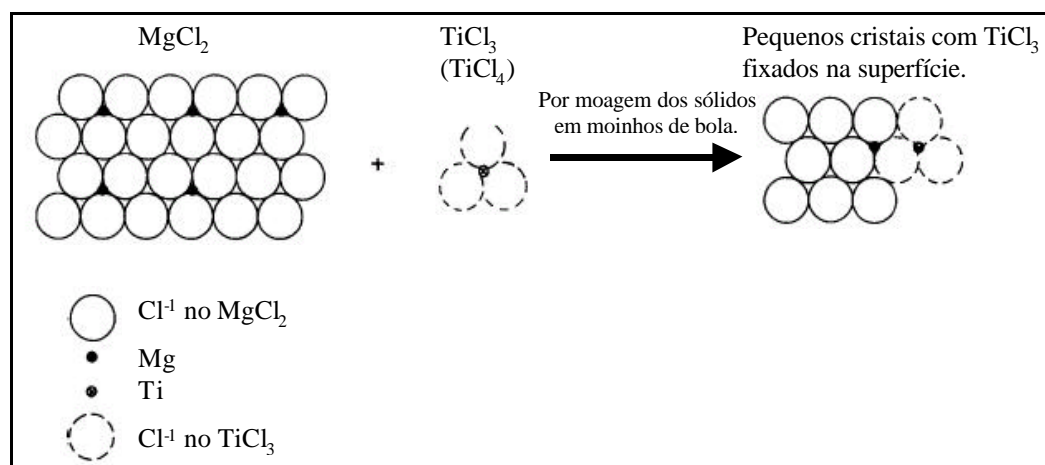 MgCl₂
TiCl₃
(TiCl₄)
Pequenos cristais com TiCl₃
fixados na superfície.
Por moagem dos sólidos
em moinhos de bola.
+
Cl⁻¹ no MgCl₂
Mg
Ti
Cl⁻¹ no TiCl₃